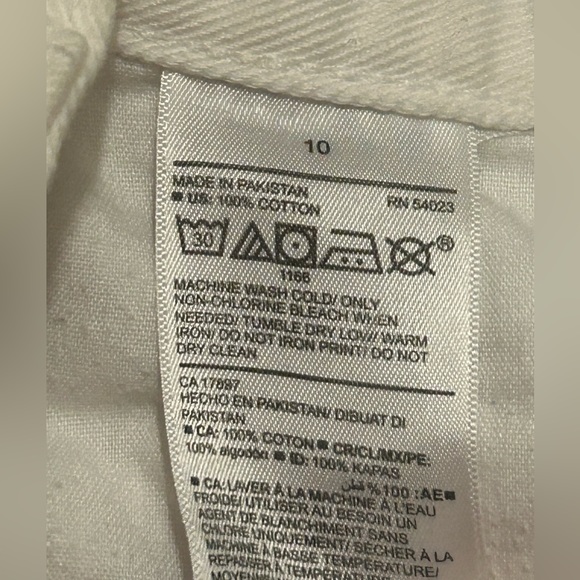 10
MADE IN PAKISTAN RN 54023
■ US: 100% COTTON
30
®
1166
MACHINE WASH COLD/ ONLY
NON-CHLORINE BLEACH WHEN
NEEDED/ TUMBLE DRY LOW/ WARM
IRON/ DO NOT IRON PRINT/ DO NOT
DRY CLEAN
CA 17897
HECHO EN PAKISTAN/ DIBUAT DI
PAKISTAN
■ CA: 100% COTON ■ CR/CL/MX/PE:
100% algodón ■ ID: 100% KAPAS
■ AE: 100 % قطن
■ CA: LAVER À LA MACHINE À L'EAU
FROIDE/ UTILISER AU BESOIN UN
AGENT DE BLANCHIMENT SANS
CHLORE UNIQUEMENT/ SÉCHER À LA
MACHINE À BASSE TEMPÉRATURE/
REPASSER À TEMPÉRATURE